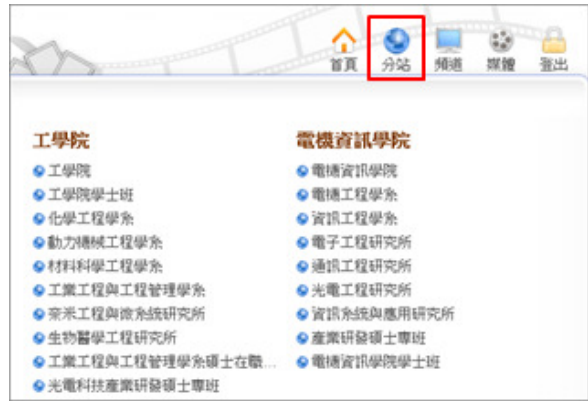 首頁 分站 頻道 媒體 登出
工學院
工學院
工學院學士班
化學工程學系
動力機械工程學系
材料科學工程學系
工業工程與工程管理學系
奈米工程與微系統研究所
生物醫學工程研究所
工業工程與工程管理學系碩士在職...
光電科技產業研發碩士專班
電機資訊學院
電機資訊學院
電機工程學系
資訊工程學系
電子工程研究所
通訊工程研究所
光電工程研究所
資訊系統與應用研究所
產業研發碩士專班
電機資訊學院學士班